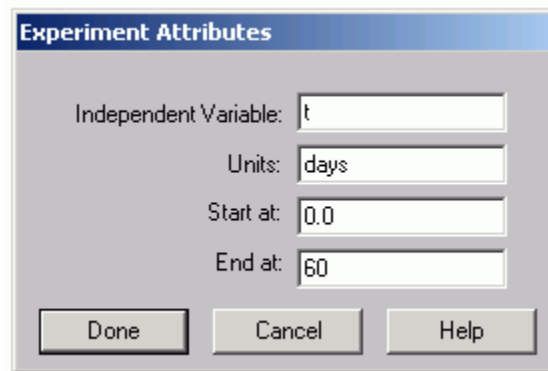 Experiment Attributes
Independent Variable: t
Units: days
Start at: 0.0
End at: 60
Done Cancel Help